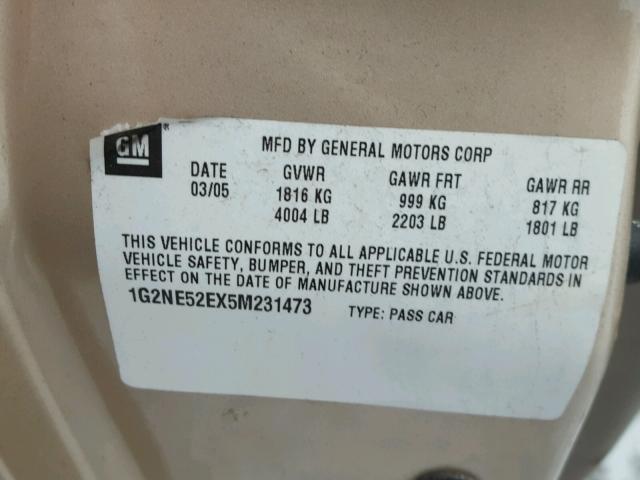 GM
MFD BY GENERAL MOTORS CORP
DATE GVWR GAWR FRT GAWR RR
03/05 1816 KG 999 KG 817 KG
4004 LB 2203 LB 1801 LB
THIS VEHICLE CONFORMS TO ALL APPLICABLE U.S. FEDERAL MOTOR
VEHICLE SAFETY, BUMPER, AND THEFT PREVENTION STANDARDS IN
EFFECT ON THE DATE OF MANUFACTURE SHOWN ABOVE.
1G2NE52EX5M231473 TYPE: PASS CAR